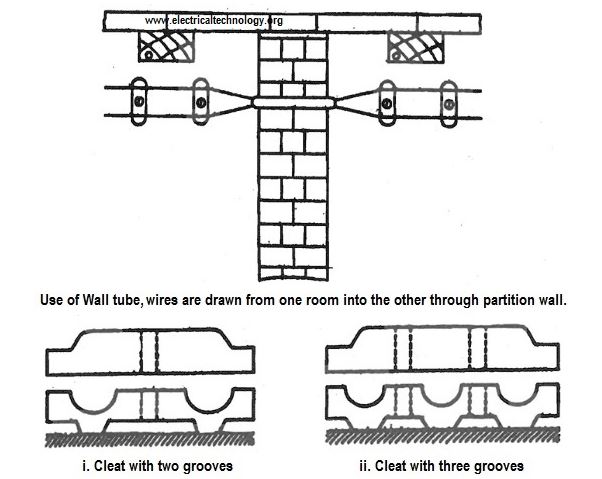 www.electricaltechnology.org
Use of Wall tube, wires are drawn from one room into the other through partition wall.
i. Cleat with two grooves
ii. Cleat with three grooves